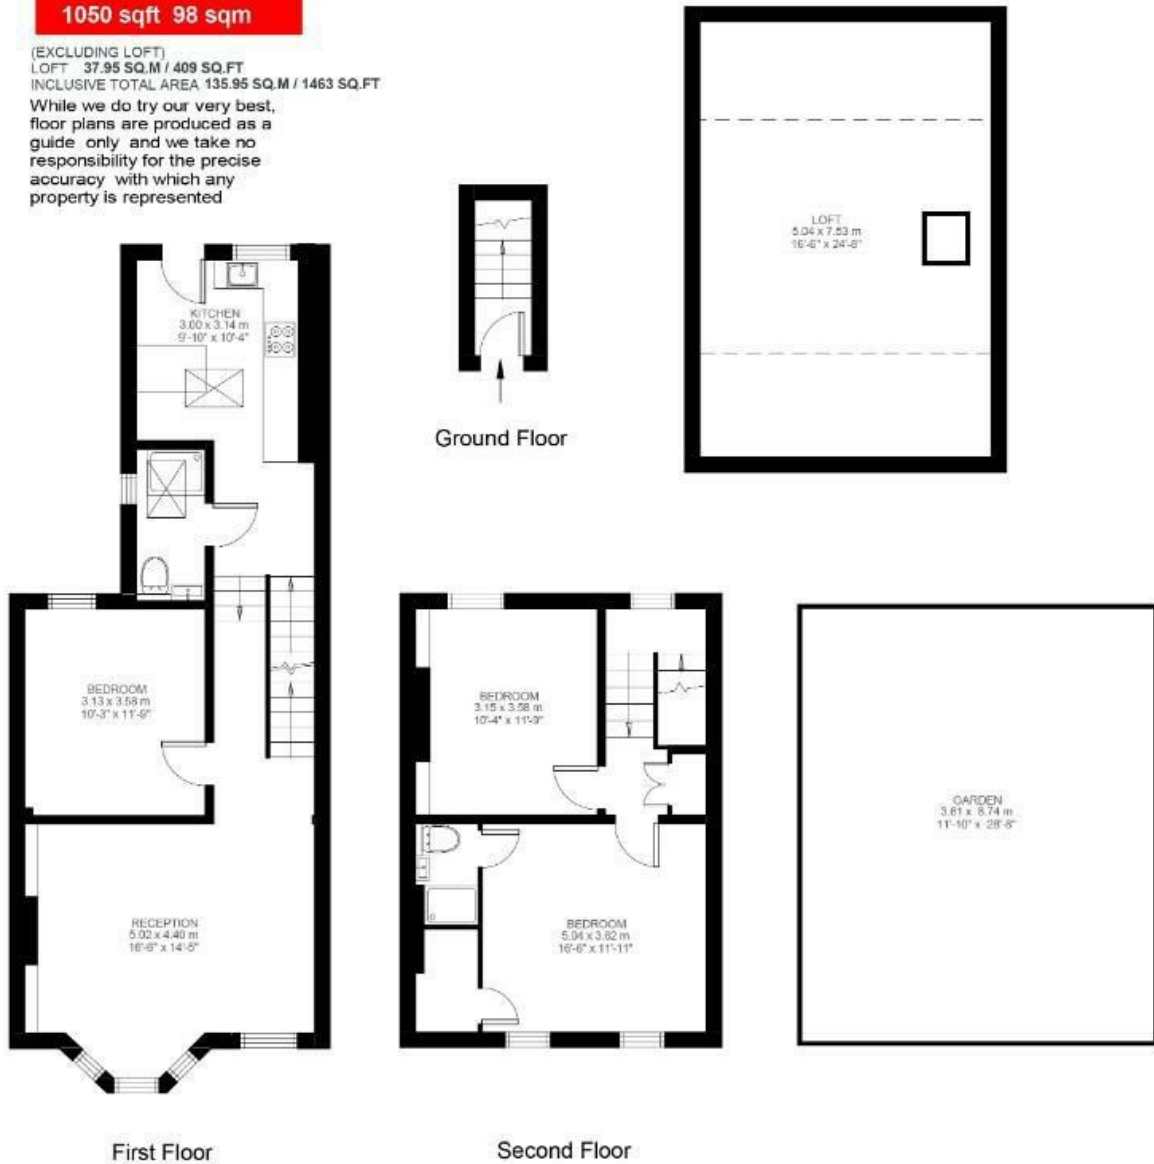 1050 sqft 98 sqm
(EXCLUDING LOFT)
LOFT 37.95 SQ.M / 409 SQ.FT
INCLUSIVE TOTAL AREA 135.95 SQ.M / 1463 SQ.FT
While we do try our very best,
floor plans are produced as a
guide only and we take no
responsibility for the precise
accuracy with which any
property is represented
LOFT
5.04 x 7.53 m
16'-6" x 24'-8"
KITCHEN
3.00 x 3.14 m
9'-10" x 10'-4"
Ground Floor
BEDROOM
3.13 x 3.58 m
10'-3" x 11'-9"
BEDROOM
3.15 x 3.58 m
10'-4" x 11'-9"
GARDEN
3.61 x 8.74 m
11'-10" x 28'-8"
RECEPTION
5.02 x 4.40 m
16'-6" x 14'-5"
BEDROOM
5.04 x 3.62 m
16'-6" x 11'-11"
First Floor
Second Floor